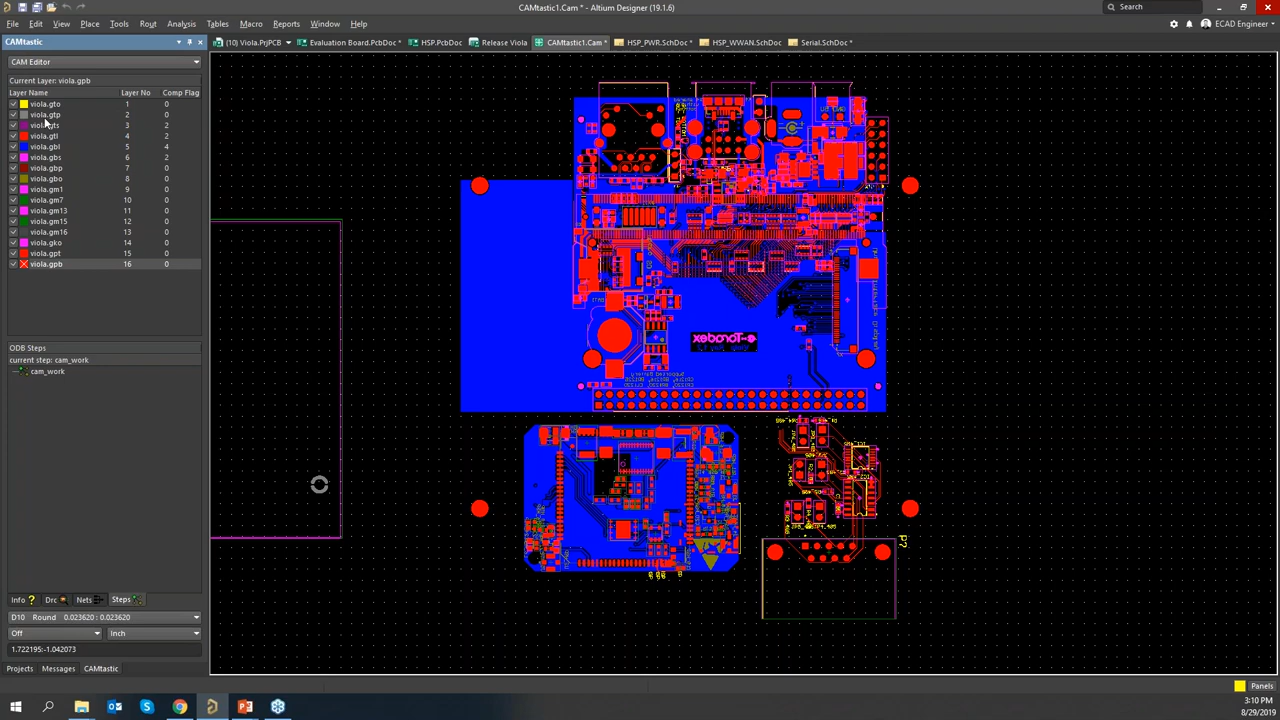 CAMtastic1.Cam * - Altium Designer (19.1.6)
Search
File Edit View Place Tools Rout Analysis Tables Macro Reports Window Help
ECAD Engineer
CAMtastic
(10) Viola.PrjPCB
Evaluation Board.PcbDoc *
HSP.PcbDoc
Release Viola
CAMtastic1.Cam *
HSP_PWR.SchDoc *
HSP_WWAN.SchDoc
Serial.SchDoc *
CAM Editor
Current Layer: viola.gpb
Layer Name Layer No Comp Flag
viola.gto 1 0
viola.gtp 2 0
viola.gts 3 2
viola.gtl 4 4
viola.gbl 5 4
viola.gbs 6 2
viola.gbp 7 0
viola.gbo 8 0
viola.gm1 9 0
viola.gm7 10 0
viola.gm13 11 0
viola.gm15 12 0
viola.gm16 13 0
viola.gko 14 0
viola.gpt 15 0
viola.gpb 16 0
ODB Steps
current step: cam_work
cam_work
Toradex
P?
Info Drc Nets Steps
D10 Round 0.023620 : 0.023620
Off Inch
1.722195:-1.042073
Projects Messages CAMtastic
Panels
3:10 PM
8/29/2019